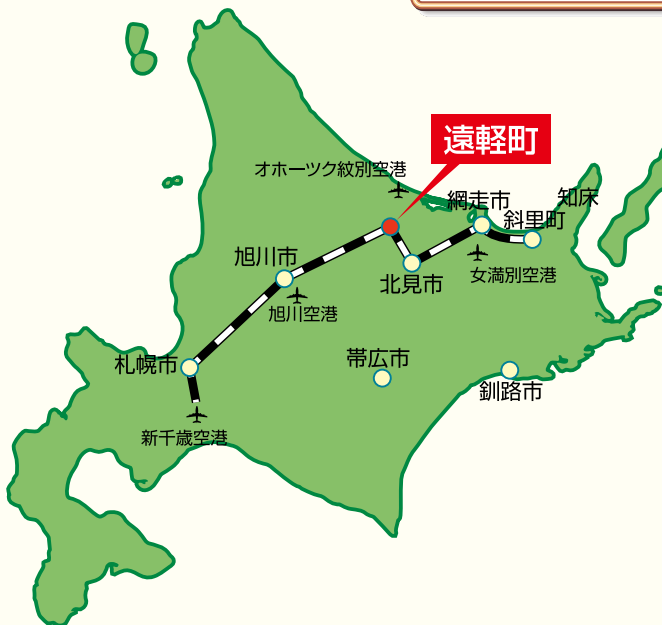 遠軽町
オホーツク紋別空港
網走市
知床
斜里町
旭川市
北見市
女満別空港
旭川空港
札幌市
帯広市
釧路市
新千歳空港